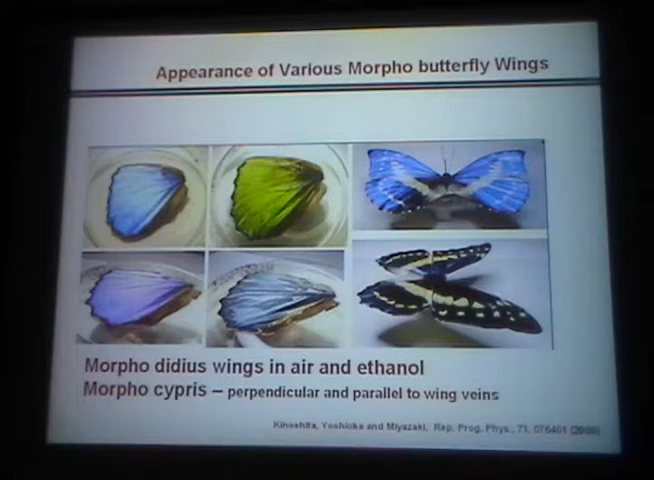 Appearance of Various Morpho butterfly Wings
Morpho didius wings in air and ethanol
Morpho cypris – perpendicular and parallel to wing veins
Kinoshita, Yoshioka and Miyazaki, Rep. Prog. Phys., 71, 076401 (2008)